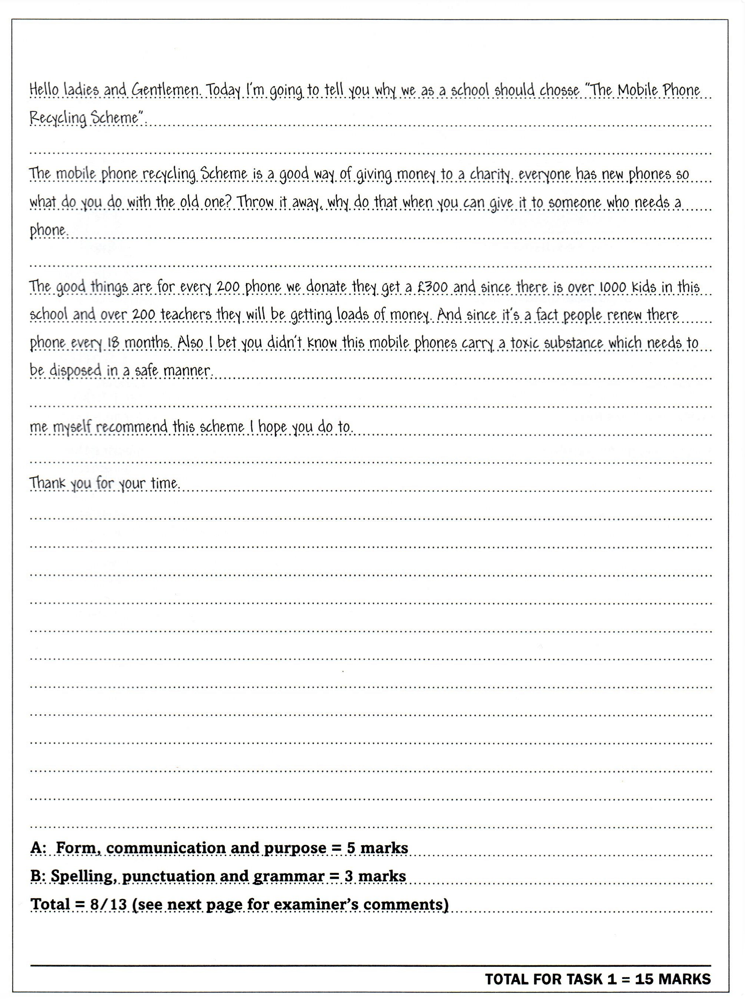 Hello ladies and Gentlemen. Today I'm going to tell you why we as a school should chosse "The Mobile Phone
Recycling Scheme".
The mobile phone recycling Scheme is a good way of giving money to a charity. everyone has new phones so
what do you do with the old one? Throw it away, why do that when you can give it to someone who needs a
phone.
The good things are for every 200 phone we donate they get a £300 and since there is over 1000 kids in this
school and over 200 teachers they will be getting loads of money. And since it's a fact people renew there
phone every 18 months. Also I bet you didn't know this mobile phones carry a toxic substance which needs to
be disposed in a safe manner.
me myself recommend this scheme I hope you do to.
Thank you for your time.
A: Form, communication and purpose = 5 marks
B: Spelling, punctuation and grammar = 3 marks
Total = 8/13 (see next page for examiner's comments)
TOTAL FOR TASK 1 = 15 MARKS